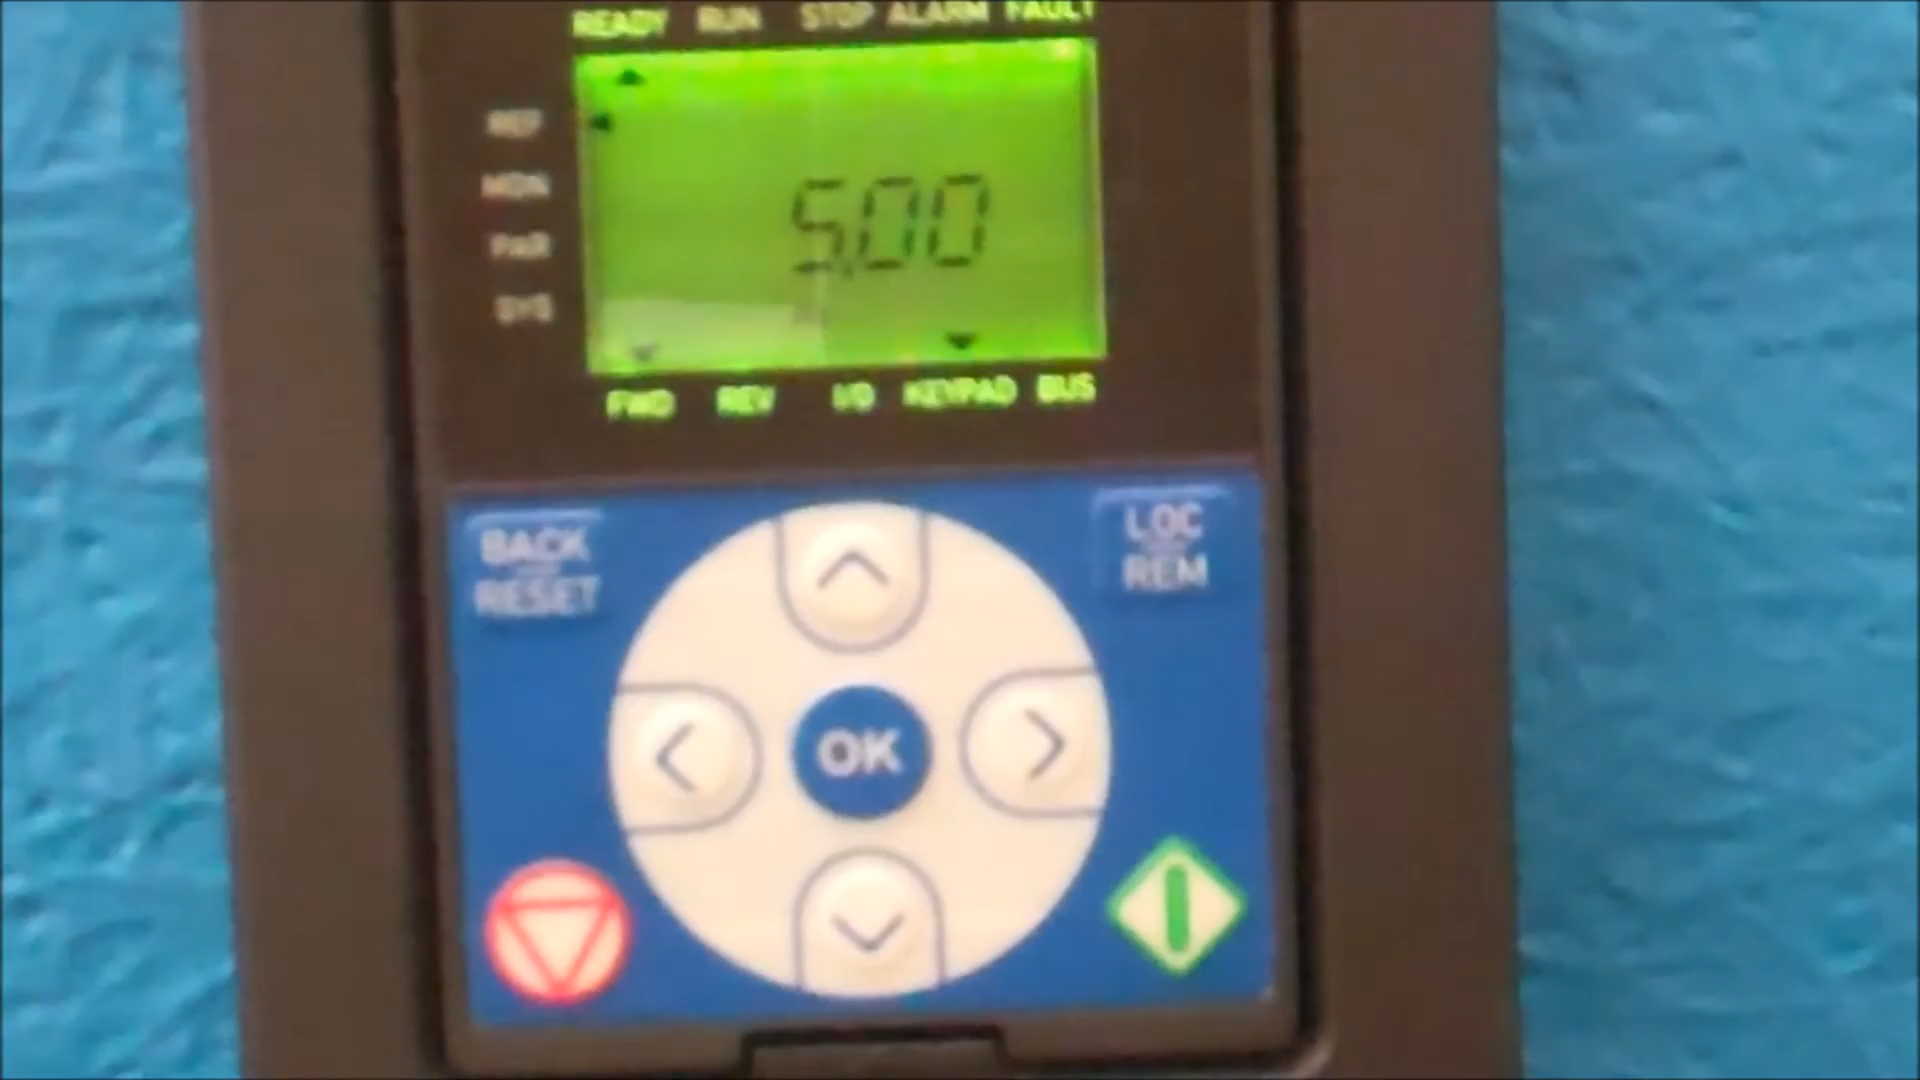 READY RUN STOP ALARM FAULT
REF
MON
5.00
PAR
SYS
FWD REV I/O KEYPAD BUS
BACK
RESET
LOC
REM
OK